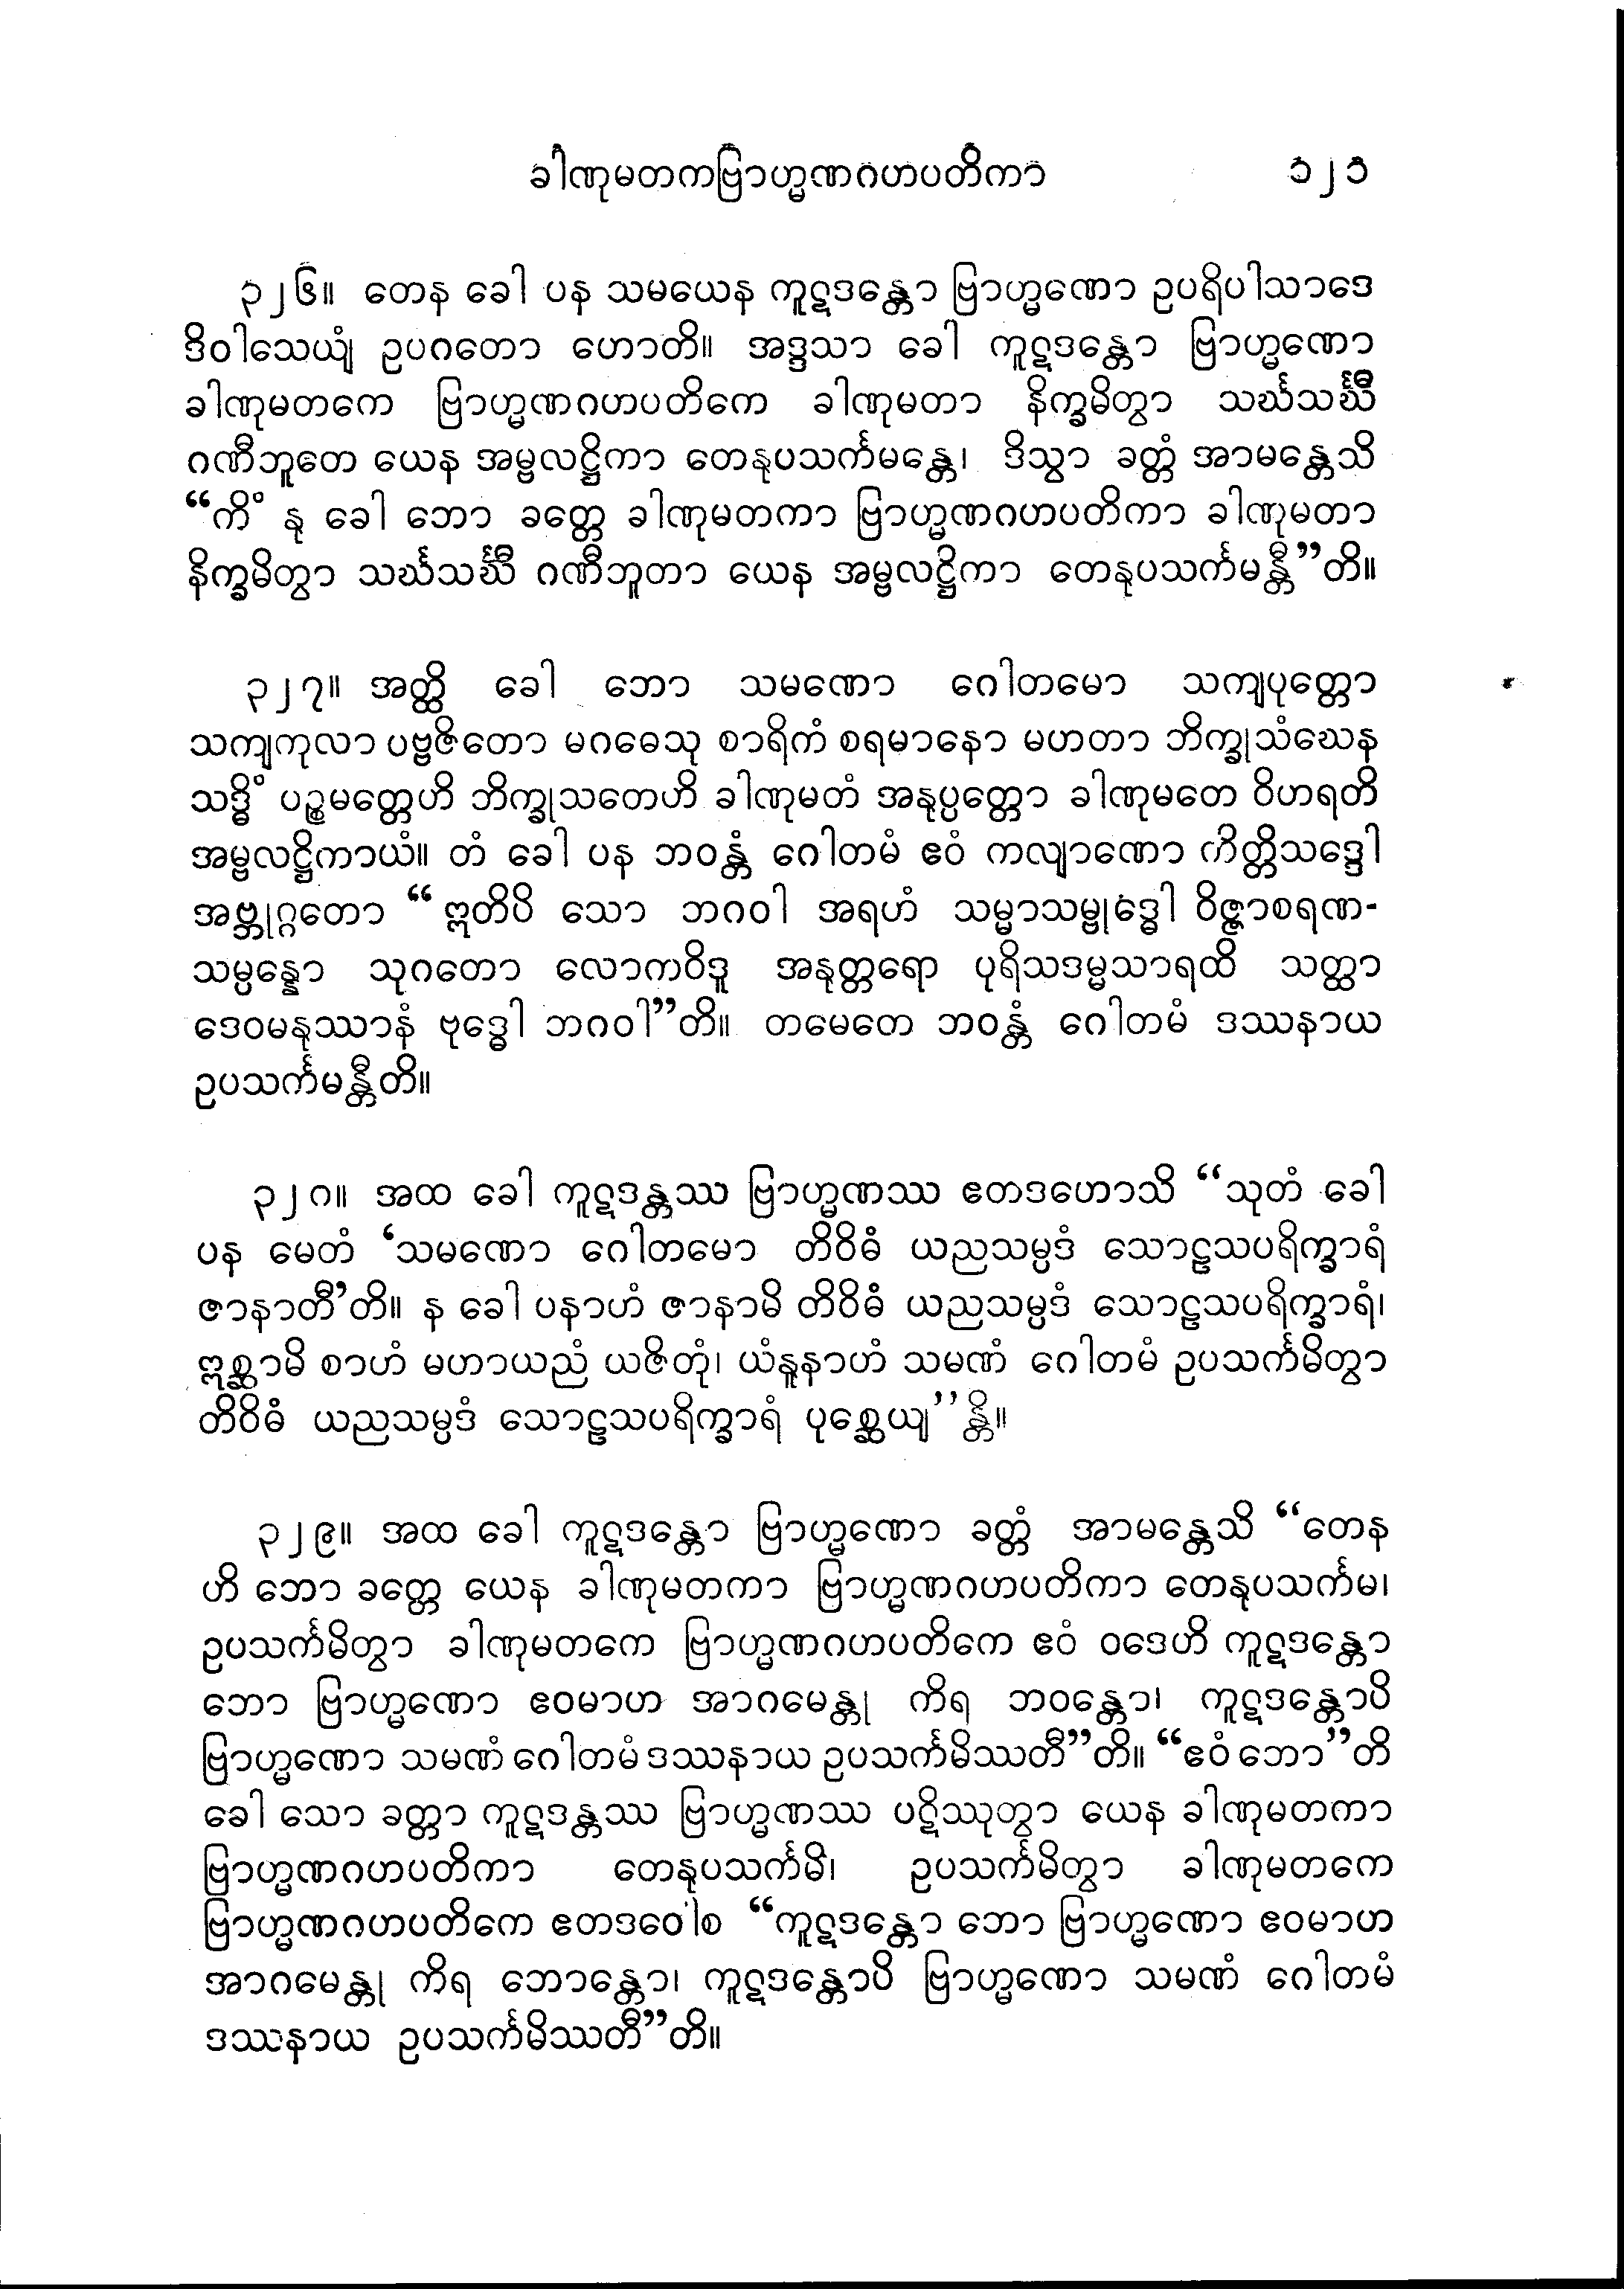 ခါဏုမတကဗြာဟ္မဏဂဟပတိကာ ၁၂၁
၃၂၆။ တေန ခေါ ပန သမယေန ကူဋဒန္တော ဗြာဟ္မဏော ဥပရိပါသာဒေ
ဒိဝါသေယျံ ဥပဂတော ဟောတိ။ အဒ္ဒသာ ခေါ ကူဋဒန္တော ဗြာဟ္မဏော
ခါဏုမတကေ ဗြာဟ္မဏဂဟပတိကေ ခါဏုမတာ နိက္ခမိတွာ သင်္ဃသင်္ဃီ
ဂဏီဘူတေ ယေန အမ္ဗလဋ္ဌိကာ တေနုပသင်္ကမန္တေ၊ ဒိသွာ ခတ္တံ အာမန္တေသိ
“ကိံ နု ခေါ ဘော ခတ္တေ ခါဏုမတကာ ဗြာဟ္မဏဂဟပတိကာ ခါဏုမတာ
နိက္ခမိတွာ သင်္ဃသင်္ဃီ ဂဏီဘူတာ ယေန အမ္ဗလဋ္ဌိကာ တေနုပသင်္ကမန္တီ”တိ။
၃၂၇။ အတ္ထိ ခေါ ဘော သမဏော ဂေါတမော သကျပုတ္တော
သကျကုလာ ပဗ္ဗဇိတော မဂဓေသု စာရိကံ စရမာနော မဟတာ ဘိက္ခုသံဃေန
သဒ္ဓိံ ပဉ္စမတ္တေဟိ ဘိက္ခုသတေဟိ ခါဏုမတံ အနုပ္ပတ္တော ခါဏုမတေ ဝိဟရတိ
အမ္ဗလဋ္ဌိကာယံ။ တံ ခေါ ပန ဘဝန္တံ ဂေါတမံ ဧဝံ ကလျာဏော ကိတ္တိသဒ္ဒေါ
အဗ္ဘုဂ္ဂတော “ဣတိပိ သော ဘဂဝါ အရဟံ သမ္မာသမ္ဗုဒ္ဓေါ ဝိဇ္ဇာစရဏ-
သမ္ပန္နော သုဂတော လောကဝိဒူ အနုတ္တရော ပုရိသဒမ္မသာရထိ သတ္ထာ
ဒေဝမနုဿာနံ ဗုဒ္ဓေါ ဘဂဝါ”တိ။ တမေတေ ဘဝန္တံ ဂေါတမံ ဒဿနာယ
ဥပသင်္ကမန္တီတိ။
၃၂၈။ အထ ခေါ ကူဋဒန္တဿ ဗြာဟ္မဏဿ ဧတဒဟောသိ “သုတံ ခေါ
ပန မေတံ ‘သမဏော ဂေါတမော တိဝိဓံ ယညသမ္ပဒံ သောဠသပရိက္ခာရံ
ဇာနာတီ’တိ။ န ခေါ ပနာဟံ ဇာနာမိ တိဝိဓံ ယညသမ္ပဒံ သောဠသပရိက္ခာရံ၊
ဣစ္ဆာမိ စာဟံ မဟာယညံ ယဇိတုံ၊ ယံနူနာဟံ သမဏံ ဂေါတမံ ဥပသင်္ကမိတွာ
တိဝိဓံ ယညသမ္ပဒံ သောဠသပရိက္ခာရံ ပုစ္ဆေယျ”န္တိ။
၃၂၉။ အထ ခေါ ကူဋဒန္တော ဗြာဟ္မဏော ခတ္တံ အာမန္တေသိ “တေန
ဟိ ဘော ခတ္တေ ယေန ခါဏုမတကာ ဗြာဟ္မဏဂဟပတိကာ တေနုပသင်္ကမ၊
ဥပသင်္ကမိတွာ ခါဏုမတကေ ဗြာဟ္မဏဂဟပတိကေ ဧဝံ ဝဒေဟိ ကူဋဒန္တော
ဘော ဗြာဟ္မဏော ဧဝမာဟ အာဂမေန္တု ကိရ ဘဝန္တော၊ ကူဋဒန္တောပိ
ဗြာဟ္မဏော သမဏံ ဂေါတမံ ဒဿနာယ ဥပသင်္ကမိဿတီ”တိ။ “ဧဝံ ဘော”တိ
ခေါ သော ခတ္တာ ကူဋဒန္တဿ ဗြာဟ္မဏဿ ပဋိဿုတွာ ယေန ခါဏုမတကာ
ဗြာဟ္မဏဂဟပတိကာ တေနုပသင်္ကမိ၊ ဥပသင်္ကမိတွာ ခါဏုမတကေ
ဗြာဟ္မဏဂဟပတိကေ ဧတဒဝေါစ “ကူဋဒန္တော ဘော ဗြာဟ္မဏော ဧဝမာဟ
အာဂမေန္တု ကိရ ဘောန္တော၊ ကူဋဒန္တောပိ ဗြာဟ္မဏော သမဏံ ဂေါတမံ
ဒဿနာယ ဥပသင်္ကမိဿတီ”တိ။